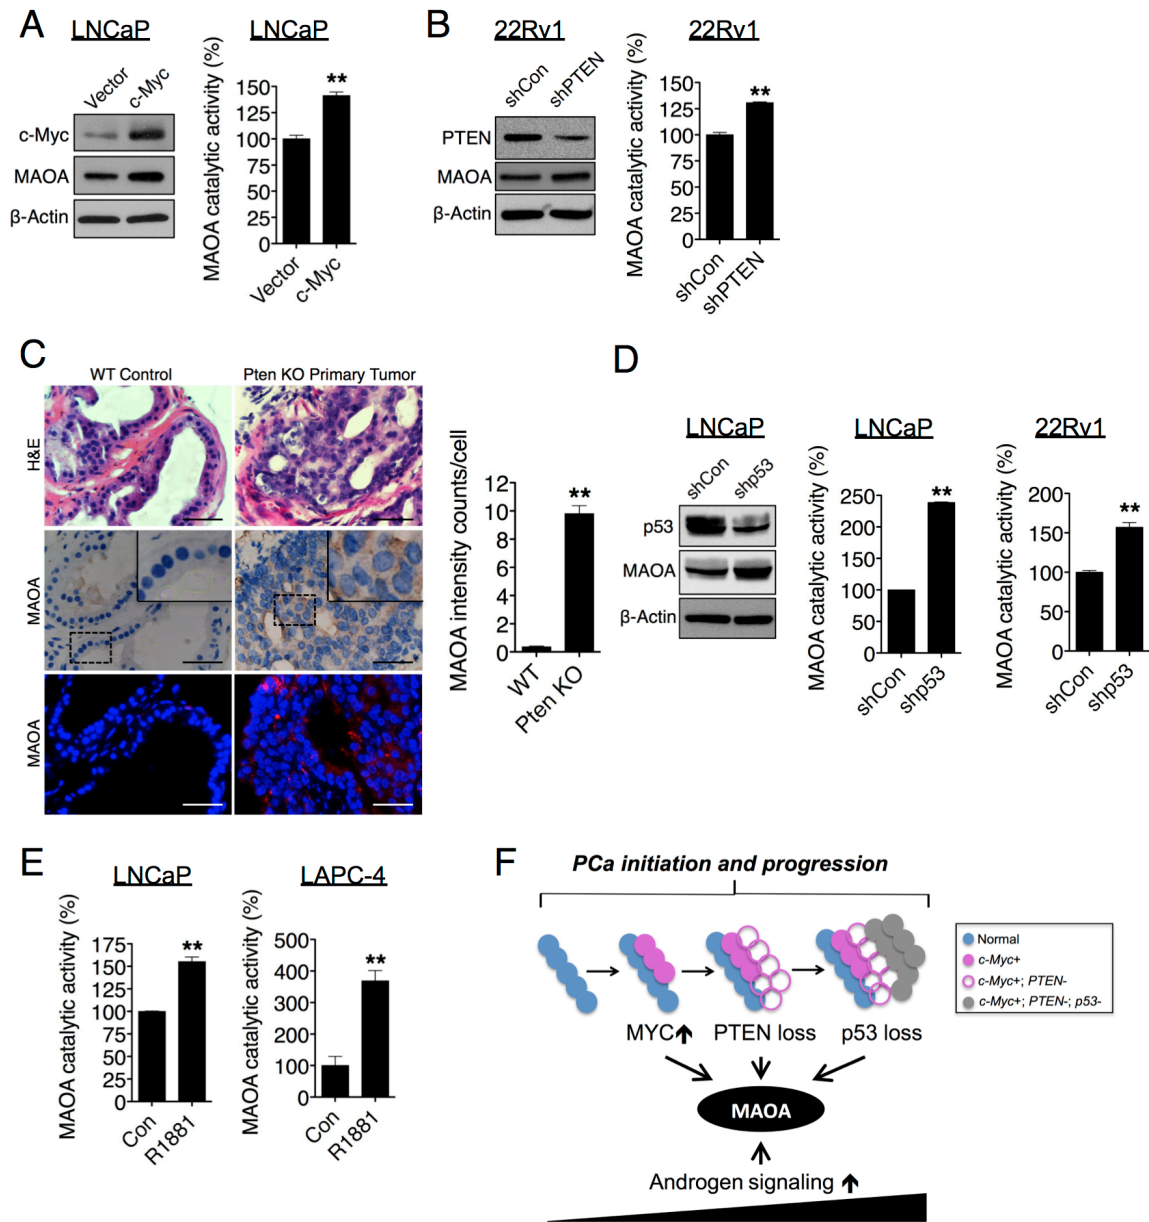 A
LNCaP
Vector
c-Myc
c-Myc
MAOA
β-Actin
LNCaP
MAOA catalytic activity (%)
150
125
100
75
50
25
0
**
Vector
c-Myc
B
22Rv1
shCon
shPTEN
PTEN
MAOA
β-Actin
22Rv1
MAOA catalytic activity (%)
150
125
100
75
50
25
0
**
shCon
shPTEN
C
WT Control
Pten KO Primary Tumor
H&E
MAOA
MAOA
MAOA intensity counts/cell
12
10
8
6
4
2
0
**
WT
Pten KO
D
LNCaP
shCon
shp53
p53
MAOA
β-Actin
LNCaP
MAOA catalytic activity (%)
250
200
150
100
50
0
**
shCon
shp53
22Rv1
MAOA catalytic activity (%)
200
150
100
50
0
**
shCon
shp53
E
LNCaP
MAOA catalytic activity (%)
175
150
125
100
75
50
25
0
**
Con
R1881
LAPC-4
MAOA catalytic activity (%)
500
400
300
200
100
0
**
Con
R1881
F
PCa initiation and progression
Normal
c-Myc+
c-Myc+; PTEN-
c-Myc+; PTEN-; p53-
MYC↑ PTEN loss p53 loss
MAOA
Androgen signaling ↑